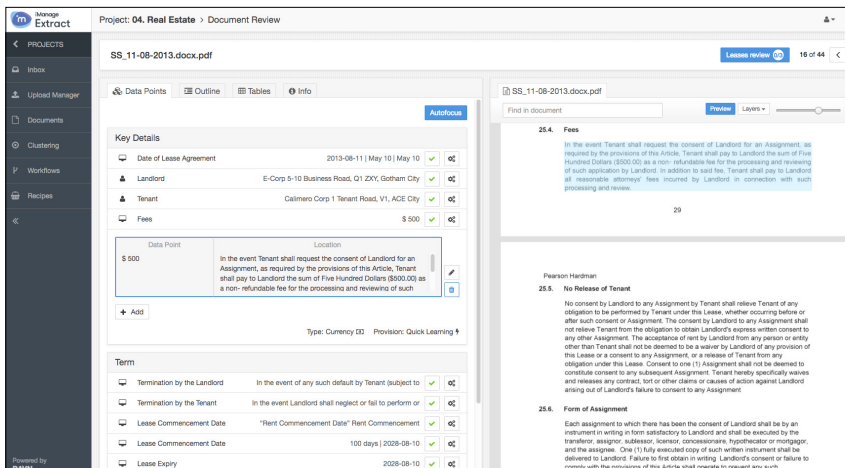 iManage
Extract
Project: 04. Real Estate > Document Review
PROJECTS
Inbox
Upload Manager
Documents
Clustering
Workflows
Recipes
Powered by
SS_11-08-2013.docx.pdf
Leases review 0/0
16 of 44
Data Points
Outline
Tables
Info
Autofocus
Key Details
Date of Lease Agreement 2013-08-11 | May 10 | May 10
Landlord E-Corp 5-10 Business Road, Q1 ZXY, Gotham City
Tenant Calimero Corp 1 Tenant Road, V1, ACE City
Fees $ 500
Data Point Location
$ 500 In the event Tenant shall request the consent of Landlord for an
Assignment, as required by the provisions of this Article, Tenant
shall pay to Landlord the sum of Five Hundred Dollars ($500.00) as
a non- refundable fee for the processing and reviewing of such
+ Add
Type: Currency Provision: Quick Learning
Term
Termination by the Landlord In the event of any such default by Tenant (subject to
Termination by the Tenant In the event Landlord shall neglect or fail to perform or
Lease Commencement Date "Rent Commencement Date" Rent Commencement
Lease Commencement Date 100 days | 2028-08-10
Lease Expiry 2028-08-10
SS_11-08-2013.docx.pdf
Find in document
Preview
Layers
25.4. Fees
In the event Tenant shall request the consent of Landlord for an Assignment, as
required by the provisions of this Article, Tenant shall pay to Landlord the sum of Five
Hundred Dollars ($500.00) as a non- refundable fee for the processing and reviewing
of such application by Landlord. In addition to said fee, Tenant shall pay to Landlord
all reasonable attorneys' fees incurred by Landlord in connection with such
processing and review.
29
Pearson Hardman
25.5. No Release of Tenant
No consent by Landlord to any Assignment by Tenant shall relieve Tenant of any
obligation to be performed by Tenant under this Lease, whether occurring before or
after such consent or Assignment. The consent by Landlord to any Assignment shall
not relieve Tenant from the obligation to obtain Landlord's express written consent to
any other Assignment. The acceptance of rent by Landlord from any person or entity
other than Tenant shall not be deemed to be a waiver by Landlord of any provision of
this Lease or a consent to any Assignment, or a release of Tenant from any
obligation under this Lease. Consent to one (1) Assignment shall not be deemed to
constitute consent to any subsequent Assignment. Tenant hereby specifically waives
and releases any contract, tort or other claims or causes of action against Landlord
arising out of Landlord's failure to consent to any Assignment
25.6. Form of Assignment
Each assignment to which there has been the consent of Landlord shall be by an
instrument in writing in form satisfactory to Landlord and shall be executed by the
transferor, assignor, sublessor, licensor, concessionaire, hypothecator or mortgagor,
and the assignee. One (1) fully executed copy of such written instrument shall be
delivered to Landlord. Failure to first obtain in writing Landlord's consent or failure to
comply with the provisions of this Article shall operate to prevent any such